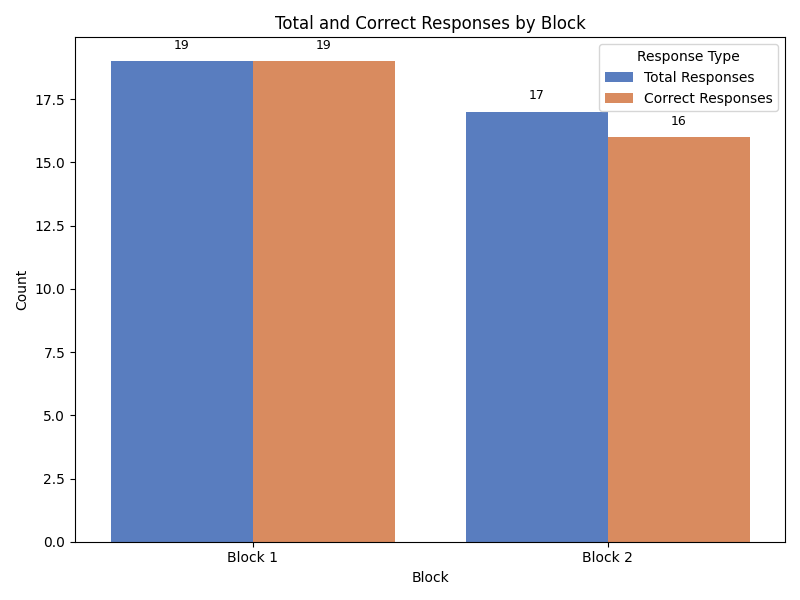 Total and Correct Responses by Block
19
19
17
16
Response Type
Total Responses
Correct Responses
17.5
15.0
12.5
10.0
7.5
5.0
2.5
0.0
Count
Block 1
Block 2
Block